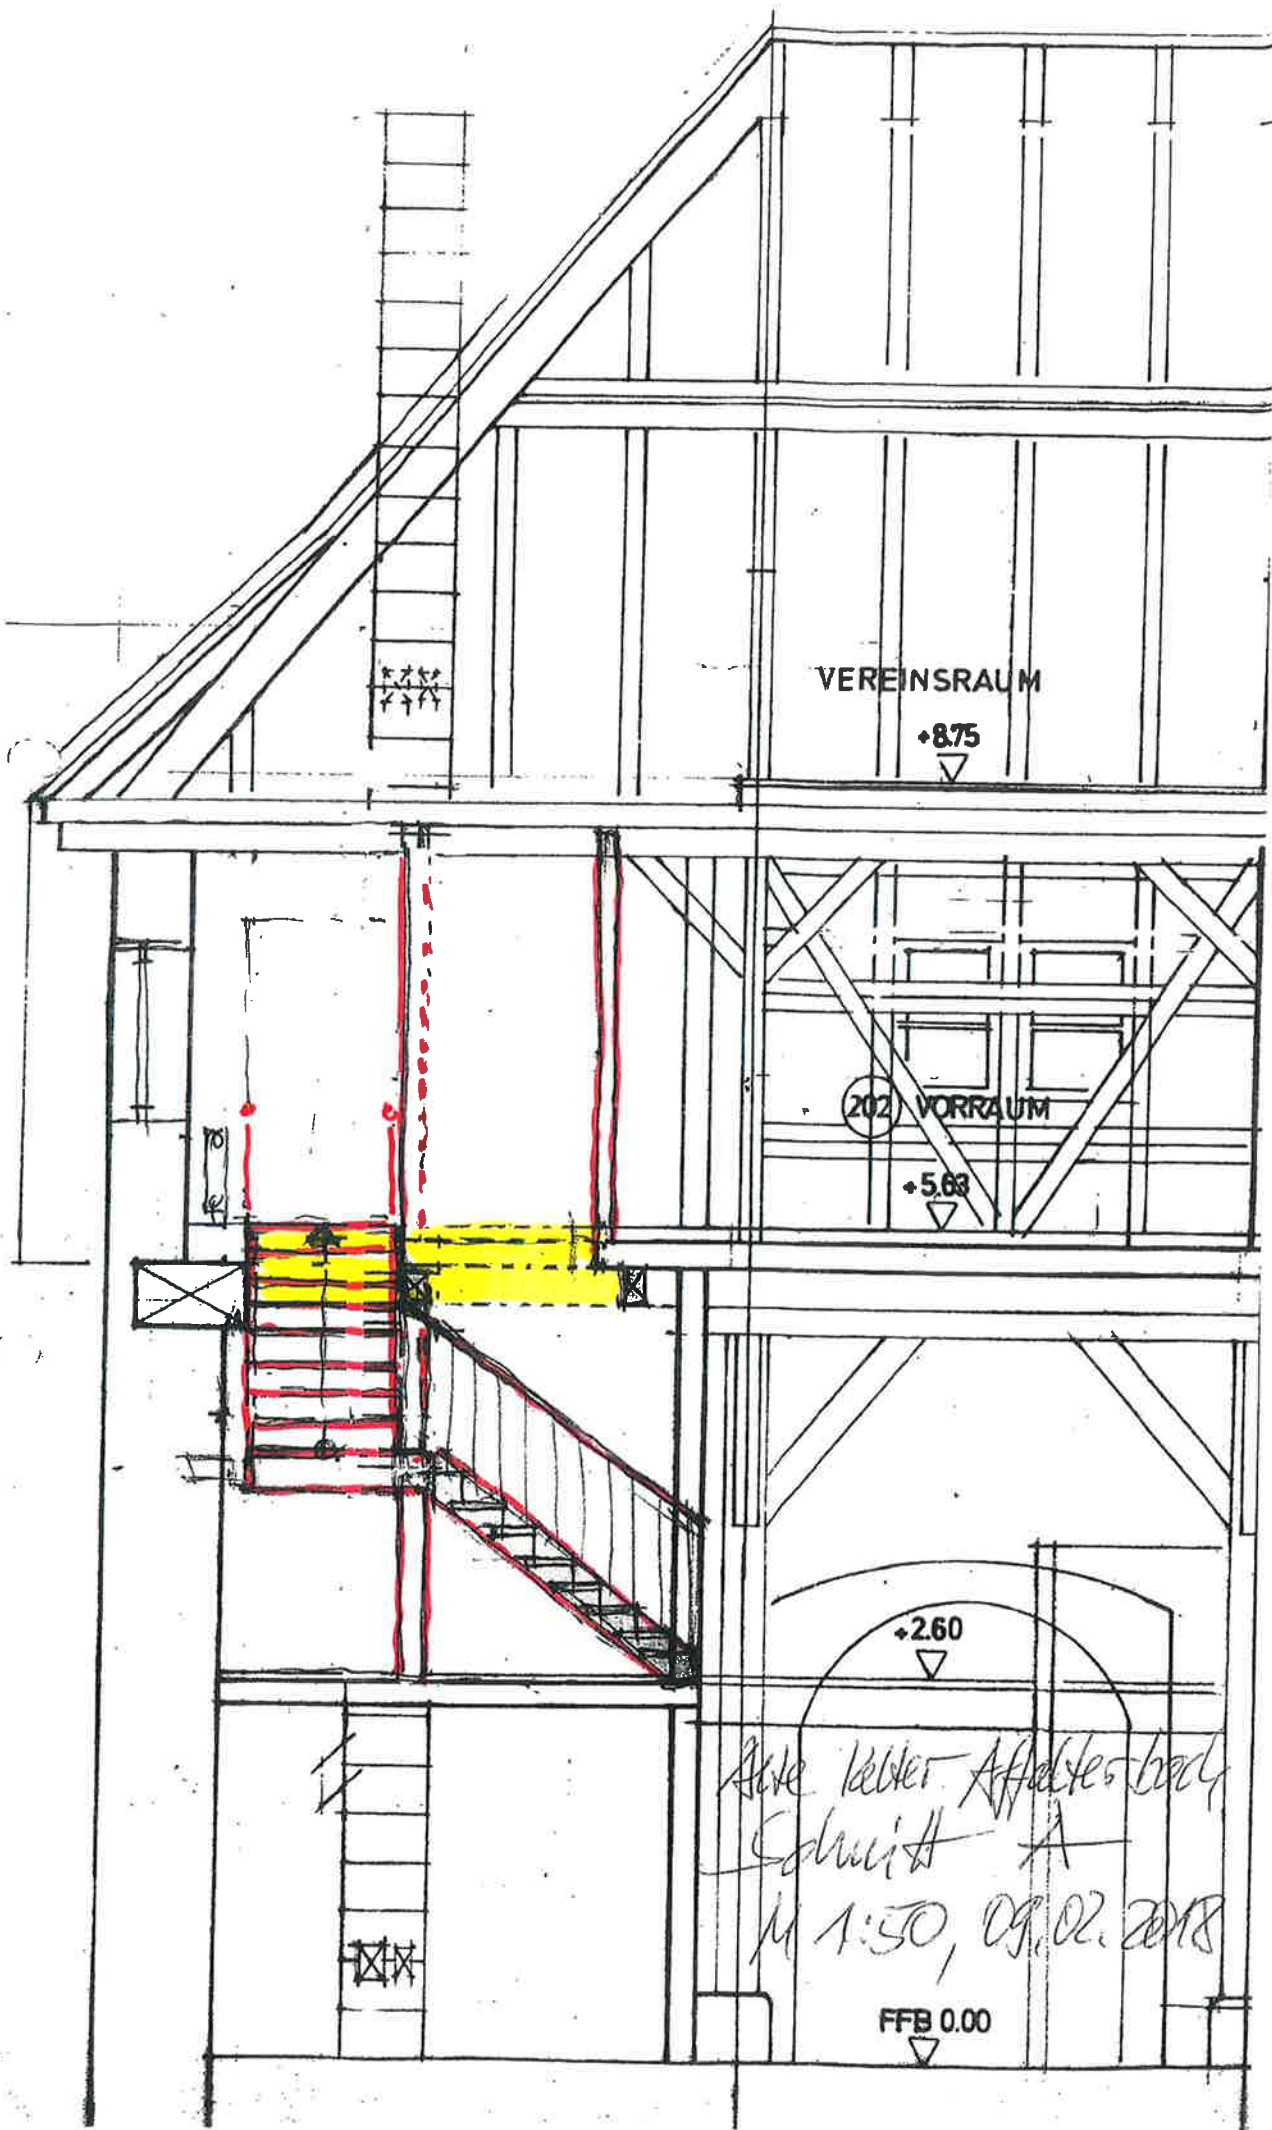 VEREINSRAUM
+8.75
202 VORRAUM
+5.63
+2.60
Alte Kelter Affalterbach
Schnitt A
M 1:50, 09.02.2018
FFB 0.00